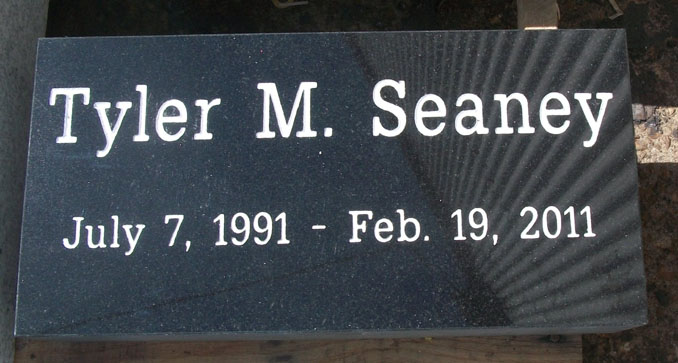 Tyler M. Seaney
July 7, 1991 - Feb. 19, 2011